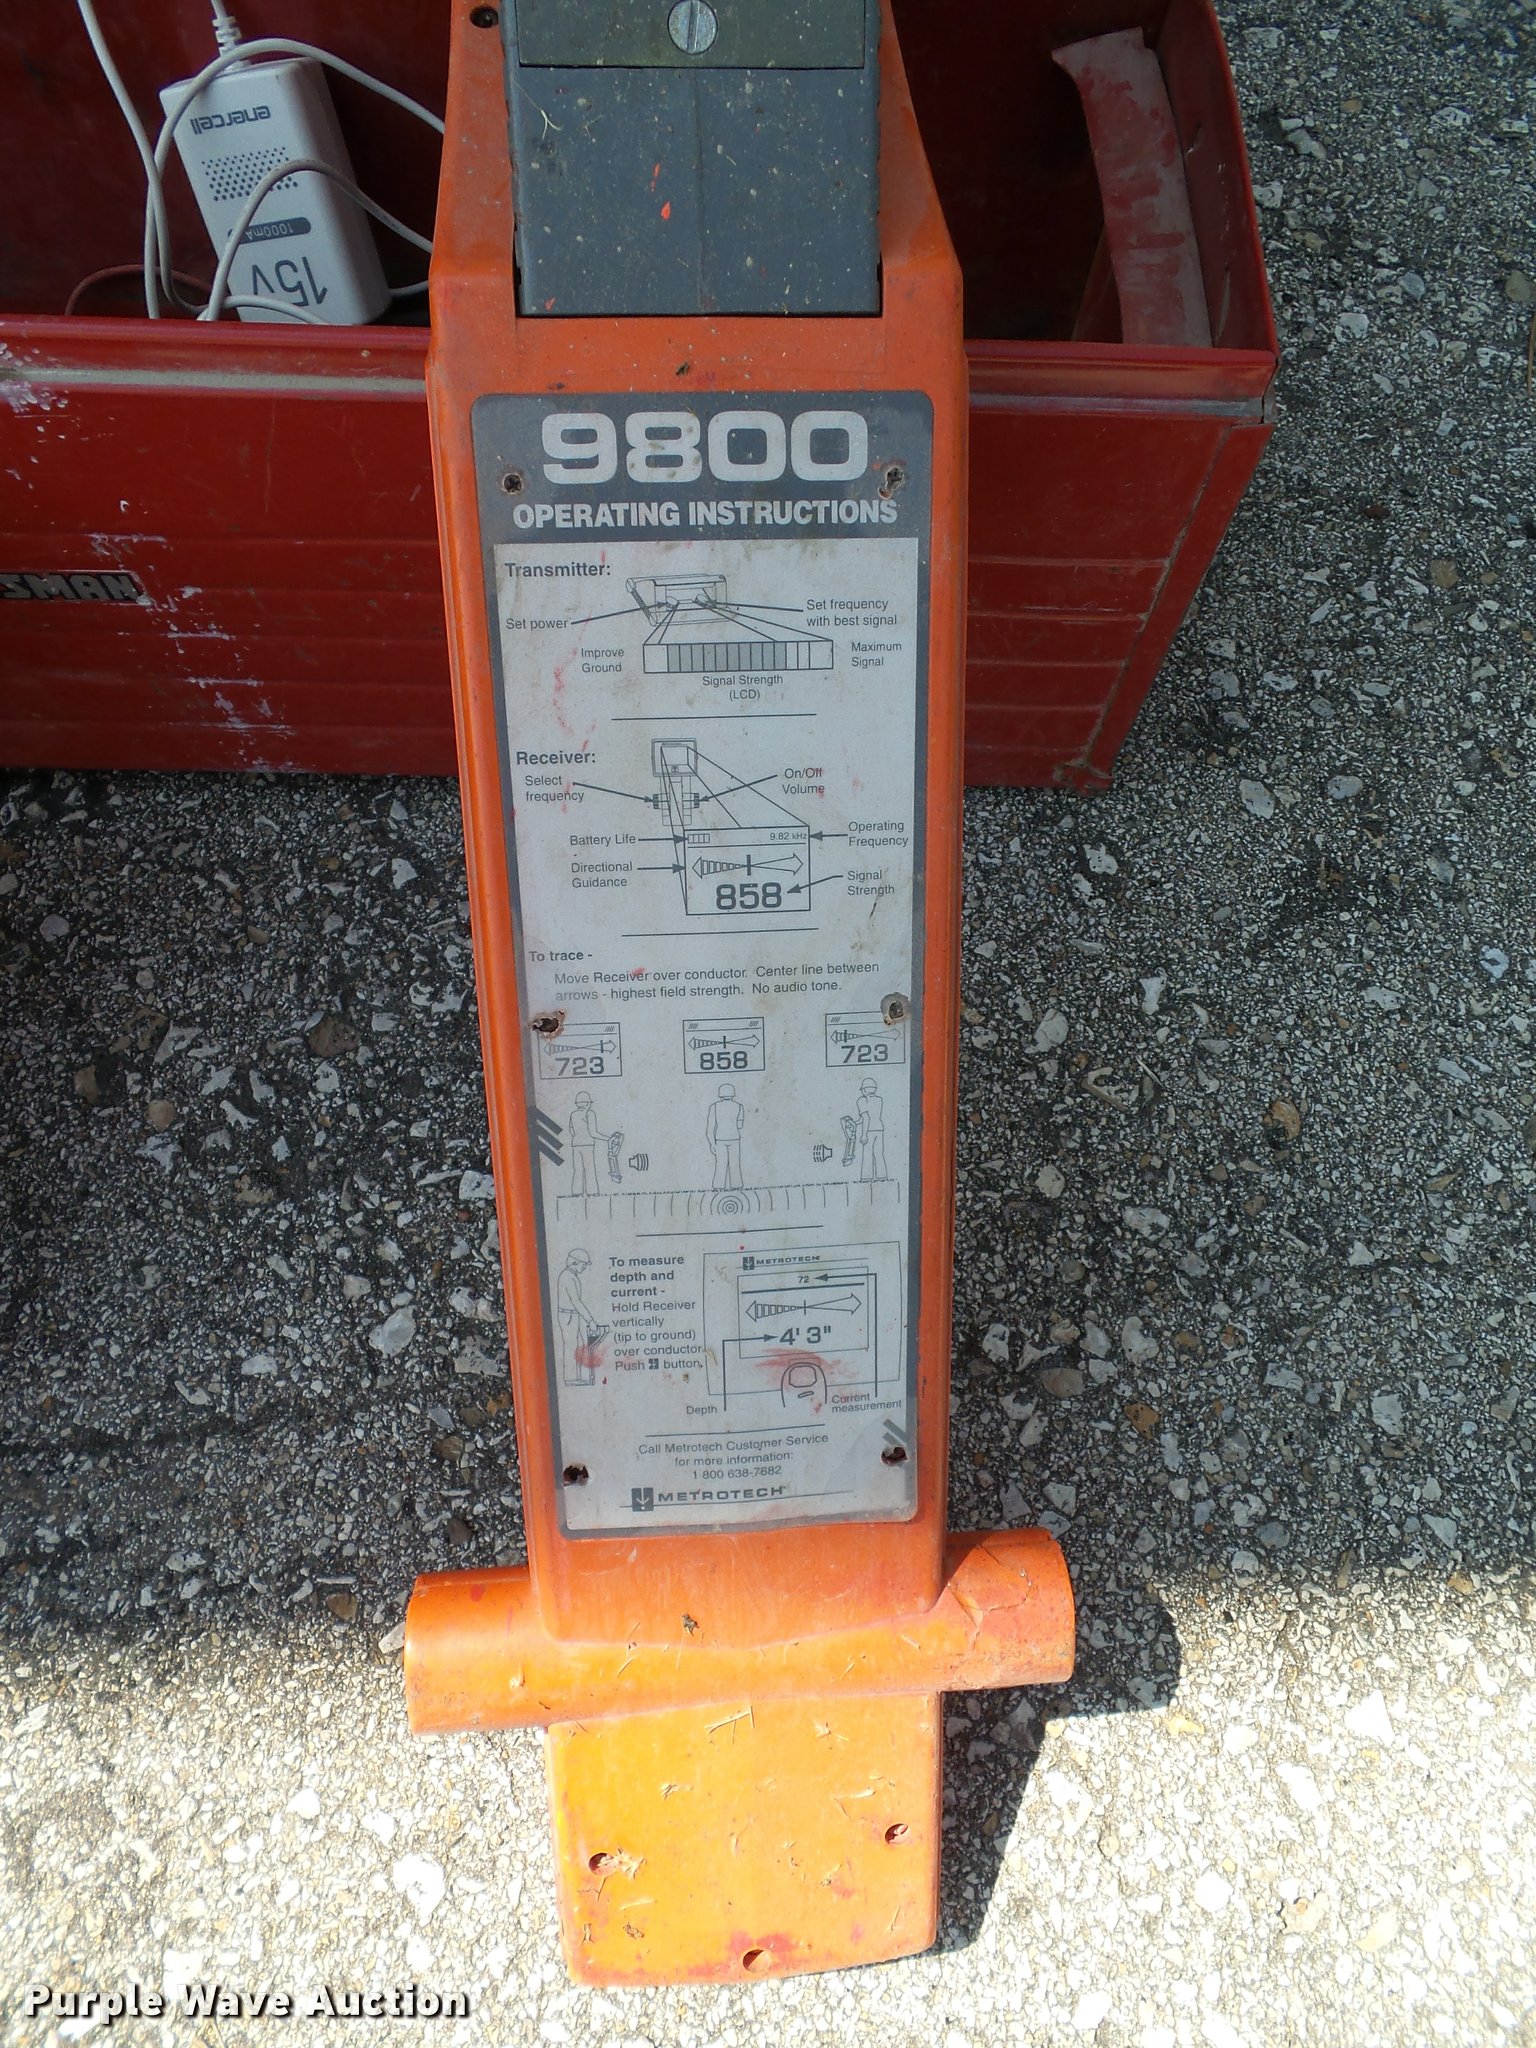 enercell
1000mA
15V
SMAN
9800
OPERATING INSTRUCTIONS
Transmitter:
Set power
Set frequency
with best signal
Improve
Ground
Maximum
Signal
Signal Strength
(LCD)
Receiver:
Select
frequency
On/Off
Volume
Battery Life
9.82 kHz
Operating
Frequency
Directional
Guidance
858
Signal
Strength
To trace -
Move Receiver over conductor. Center line between
arrows - highest field strength. No audio tone.
723
858
723
To measure
depth and
current -
Hold Receiver
vertically
(tip to ground)
over conductor.
Push button.
METROTECH
72
4' 3"
Depth
Current
measurement
Call Metrotech Customer Service
for more information:
1 800 638-7682
METROTECH
Purple Wave Auction